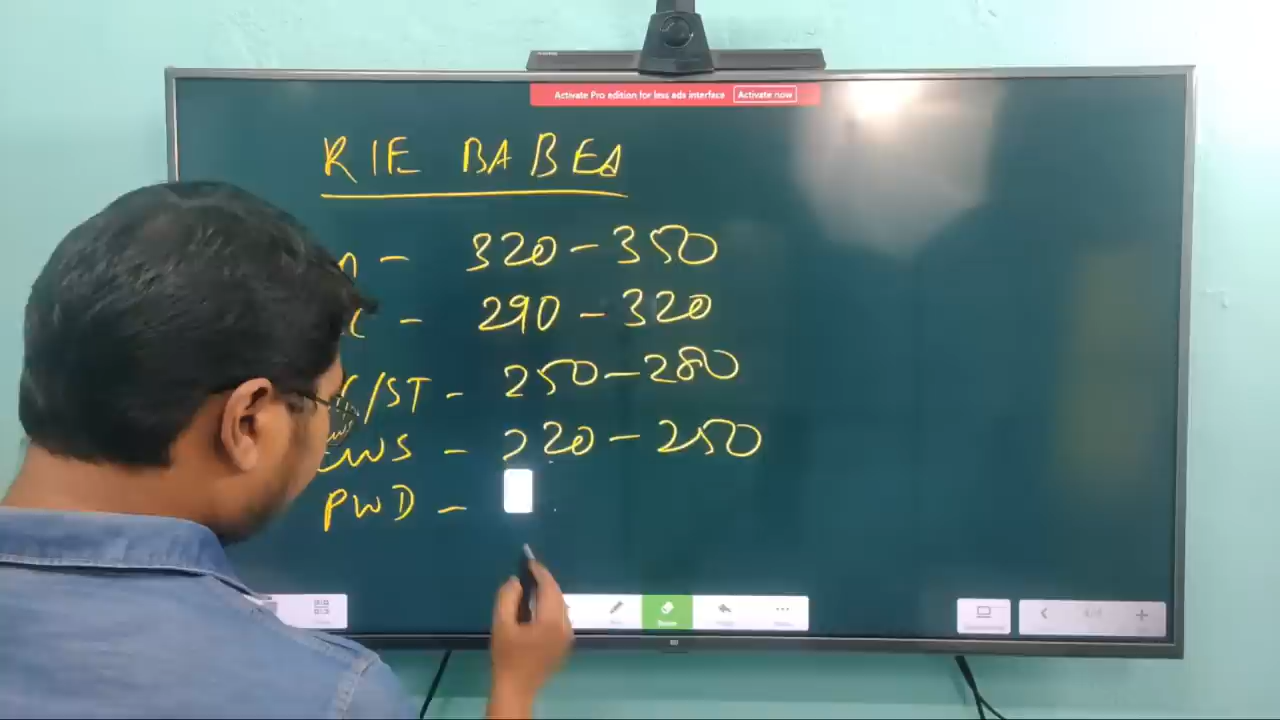 Activate Pro edition for less ads interface Activate now
RIE BABEd
- 320-350
- 290-320
/ST - 250-280
EWS - 220-250
PWD -